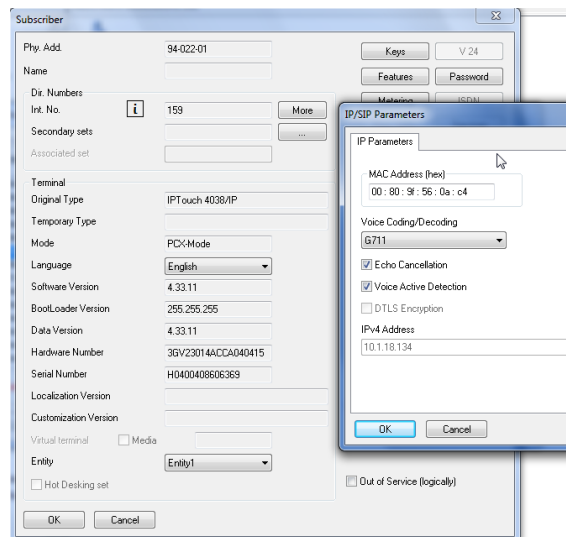 Subscriber
Phy. Add.
94-022-01
Keys
V 24
Name
Features
Password
Dir. Numbers
Metering
ISDN
Int. No.
i
159
More
Secondary sets
...
Associated set
Terminal
Original Type
IPTouch 4038/IP
Temporary Type
Mode
PCX-Mode
Language
English
Software Version
4.33.11
BootLoader Version
255.255.255
Data Version
4.33.11
Hardware Number
3GV23014ACCA040415
Serial Number
H0400408606369
Localization Version
Customization Version
Virtual terminal
Media
Entity
Entity1
Hot Desking set
Out of Service (logically)
OK
Cancel
IP/SIP Parameters
IP Parameters
MAC Address (hex)
00 : 80 : 9f : 56 : 0a : c4
Voice Coding/Decoding
G711
Echo Cancellation
Voice Active Detection
DTLS Encryption
IPv4 Address
10.1.18.134
OK
Cancel